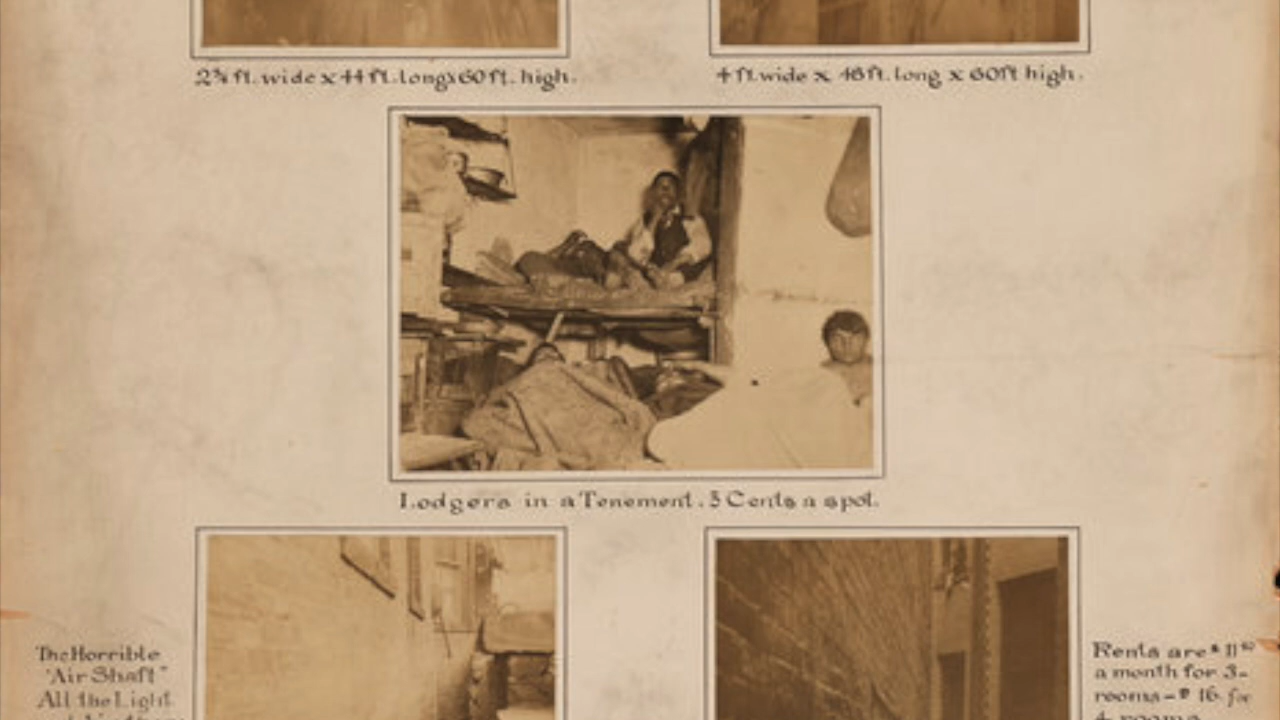 2¾ ft. wide x 44 ft. long x 60 ft. high.
4 ft. wide x 46 ft. long x 60 ft high.
Lodgers in a Tenement. 5 Cents a spot.
The Horrible
"Air Shaft"
All the Light
Rents are $ 11
a month for 3-
rooms - $ 16. for